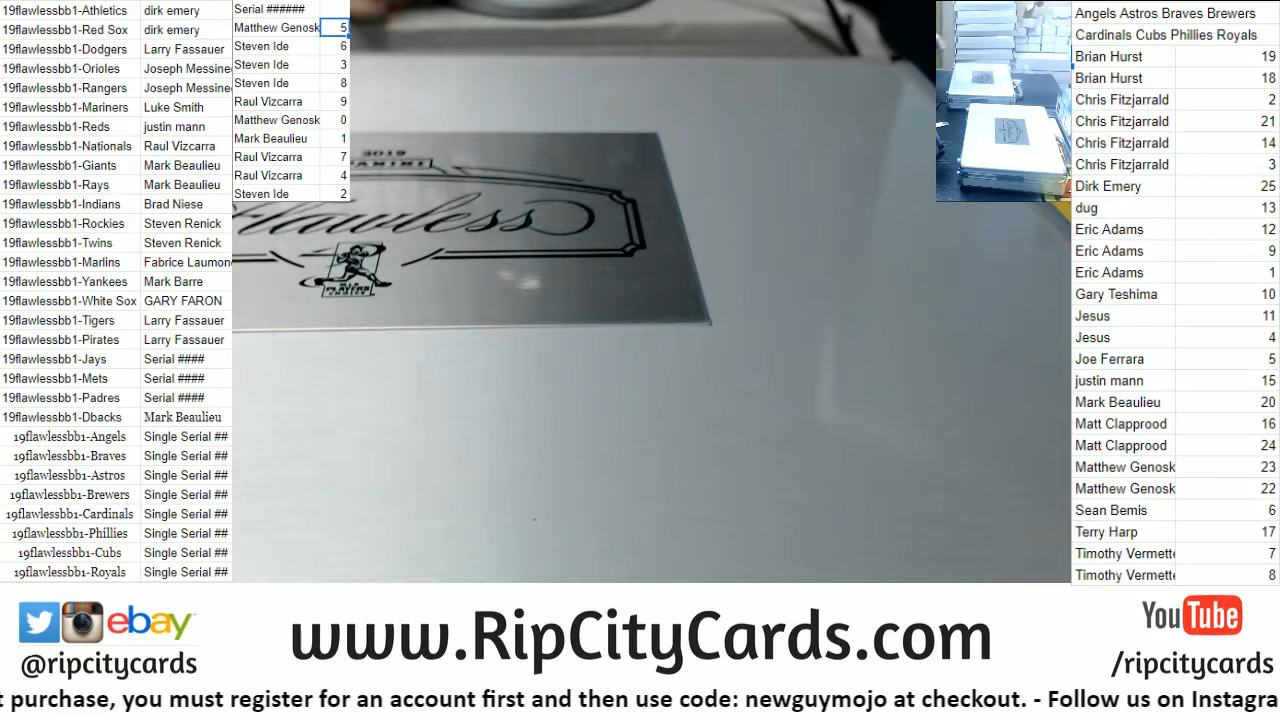 19flawlessbb1-Athletics dirk emery
19flawlessbb1-Red Sox dirk emery
19flawlessbb1-Dodgers Larry Fassauer
19flawlessbb1-Orioles Joseph Messine
19flawlessbb1-Rangers Joseph Messine
19flawlessbb1-Mariners Luke Smith
19flawlessbb1-Reds justin mann
19flawlessbb1-Nationals Raul Vizcarra
19flawlessbb1-Giants Mark Beaulieu
19flawlessbb1-Rays Mark Beaulieu
19flawlessbb1-Indians Brad Niese
19flawlessbb1-Rockies Steven Renick
19flawlessbb1-Twins Steven Renick
19flawlessbb1-Marlins Fabrice Laumon
19flawlessbb1-Yankees Mark Barre
19flawlessbb1-White Sox GARY FARON
19flawlessbb1-Tigers Larry Fassauer
19flawlessbb1-Pirates Larry Fassauer
19flawlessbb1-Jays Serial ####
19flawlessbb1-Mets Serial ####
19flawlessbb1-Padres Serial ####
19flawlessbb1-Dbacks Mark Beaulieu
19flawlessbb1-Angels Single Serial ##
19flawlessbb1-Braves Single Serial ##
19flawlessbb1-Astros Single Serial ##
19flawlessbb1-Brewers Single Serial ##
19flawlessbb1-Cardinals Single Serial ##
19flawlessbb1-Phillies Single Serial ##
19flawlessbb1-Cubs Single Serial ##
19flawlessbb1-Royals Single Serial ##
Serial ######
Matthew Genosk 5
Steven Ide 6
Steven Ide 3
Steven Ide 8
Raul Vizcarra 9
Matthew Genosk 0
Mark Beaulieu 1
Raul Vizcarra 7
Raul Vizcarra 4
Steven Ide 2
2019
PANINI
Flawless
MLB
PLAYERS
CHOICE
Angels Astros Braves Brewers
Cardinals Cubs Phillies Royals
Brian Hurst 19
Brian Hurst 18
Chris Fitzjarrald 2
Chris Fitzjarrald 21
Chris Fitzjarrald 14
Chris Fitzjarrald 3
Dirk Emery 25
dug 13
Eric Adams 12
Eric Adams 9
Eric Adams 1
Gary Teshima 10
Jesus 11
Jesus 4
Joe Ferrara 5
justin mann 15
Mark Beaulieu 20
Matt Clapprood 16
Matt Clapprood 24
Matthew Genosk 23
Matthew Genosk 22
Sean Bemis 6
Terry Harp 17
Timothy Vermette 7
Timothy Vermette 8
ebay
@ripcitycards
www.RipCityCards.com
YouTube
/ripcitycards
t purchase, you must register for an account first and then use code: newguymojo at checkout. - Follow us on Instagra